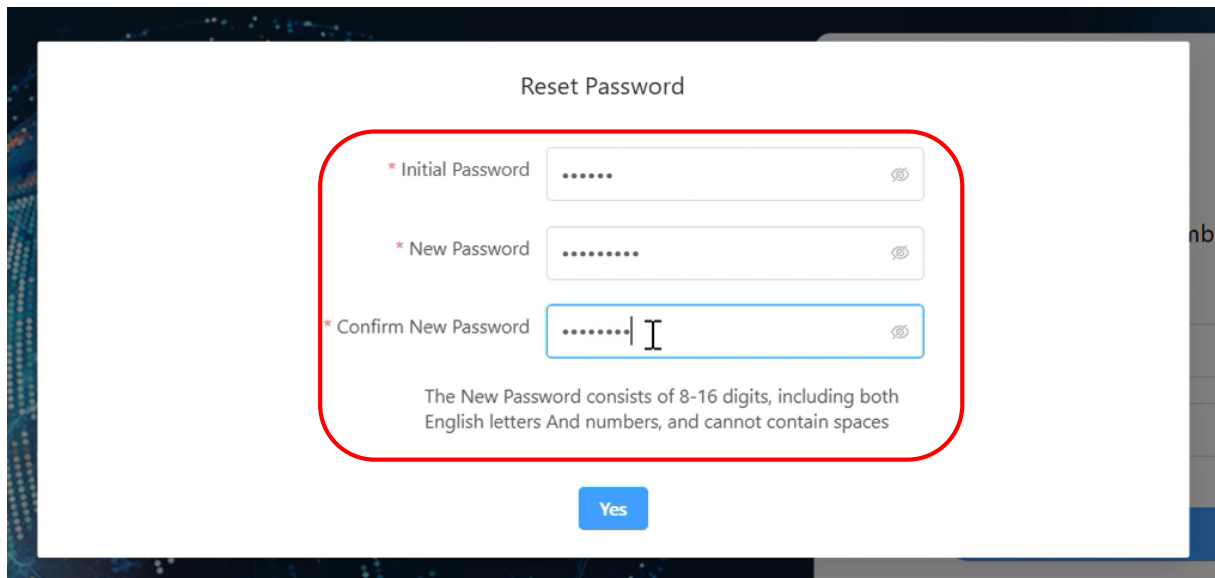 Reset Password
* Initial Password ••••••
* New Password •••••••••
* Confirm New Password ••••••••
The New Password consists of 8-16 digits, including both
English letters And numbers, and cannot contain spaces
Yes